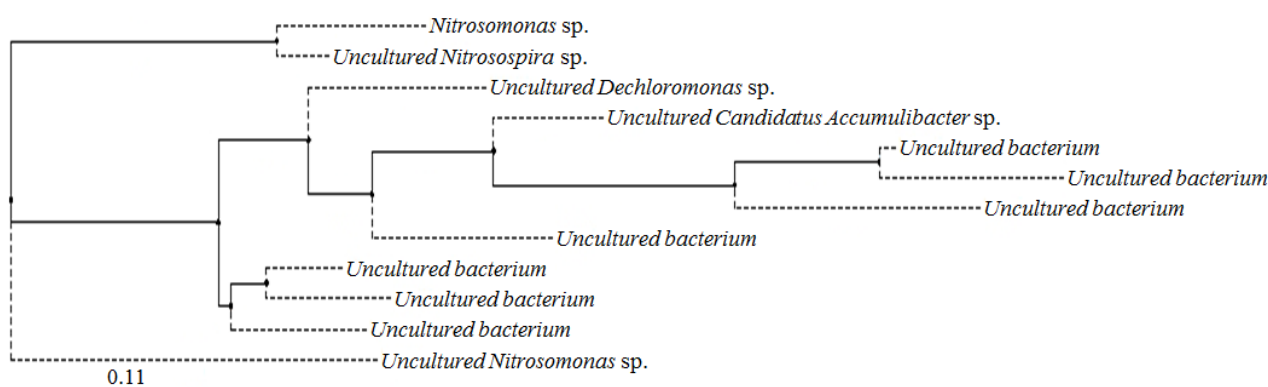 Nitrosomonas sp.
Uncultured Nitrosospira sp.
Uncultured Dechloromonas sp.
Uncultured Candidatus Accumulibacter sp.
Uncultured bacterium
Uncultured bacterium
Uncultured bacterium
Uncultured bacterium
Uncultured bacterium
Uncultured bacterium
Uncultured bacterium
Uncultured Nitrosomonas sp.
0.11